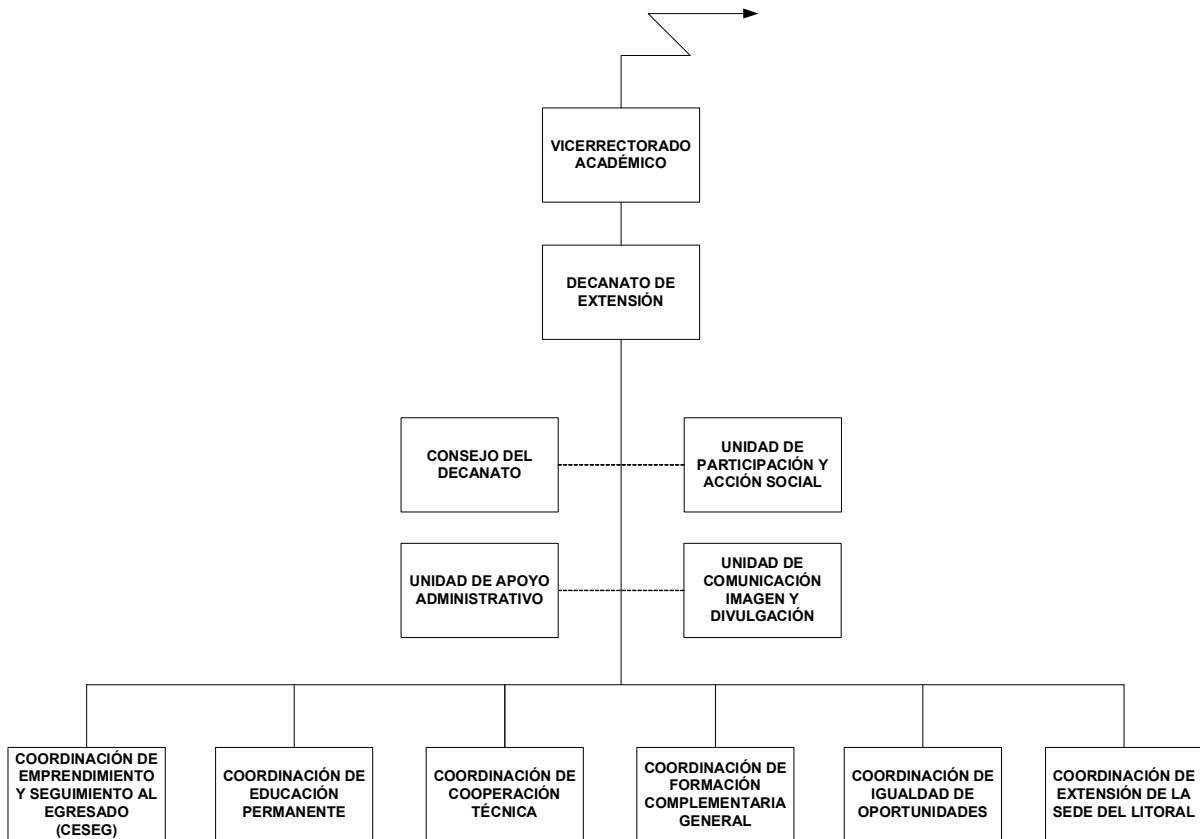 VICERRECTORADO
ACADÉMICO
DECANATO DE
EXTENSIÓN
CONSEJO DEL
DECANATO
UNIDAD DE
PARTICIPACIÓN Y
ACCIÓN SOCIAL
UNIDAD DE APOYO
ADMINISTRATIVO
UNIDAD DE
COMUNICACIÓN
IMAGEN Y
DIVULGACIÓN
COORDINACIÓN DE
EMPRENDIMIENTO
Y SEGUIMIENTO AL
EGRESADO
(CESEG)
COORDINACIÓN DE
EDUCACIÓN
PERMANENTE
COORDINACIÓN DE
COOPERACIÓN
TÉCNICA
COORDINACIÓN DE
FORMACIÓN
COMPLEMENTARIA
GENERAL
COORDINACIÓN DE
IGUALDAD DE
OPORTUNIDADES
COORDINACIÓN DE
EXTENSIÓN DE LA
SEDE DEL LITORAL